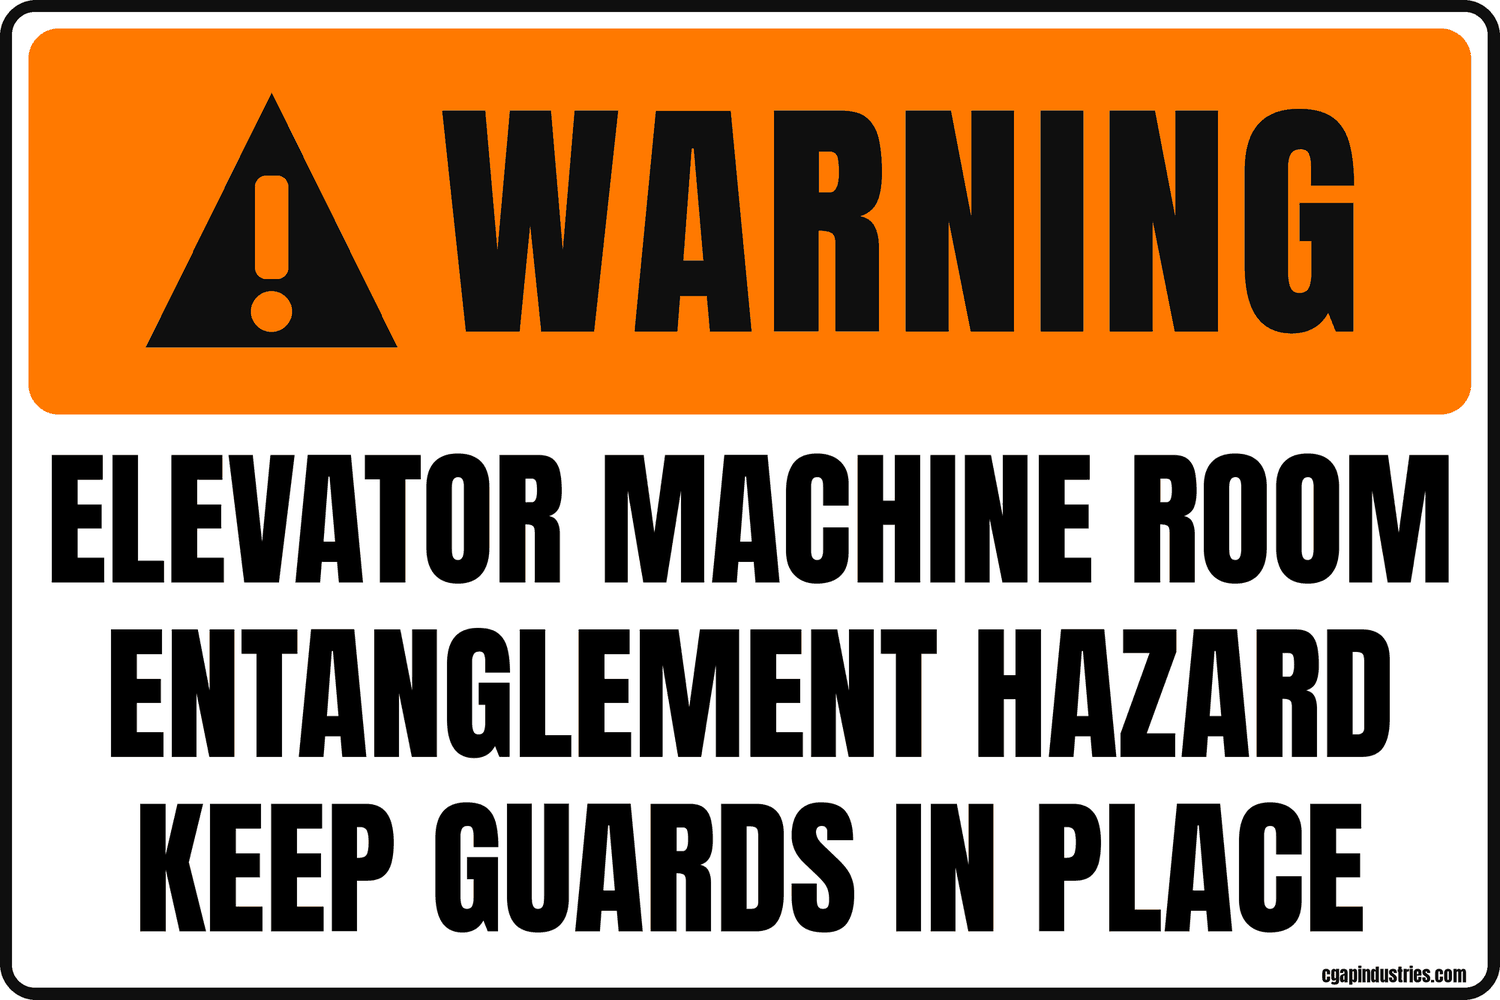 WARNING
ELEVATOR MACHINE ROOM
ENTANGLEMENT HAZARD
KEEP GUARDS IN PLACE
cgapindustries.com